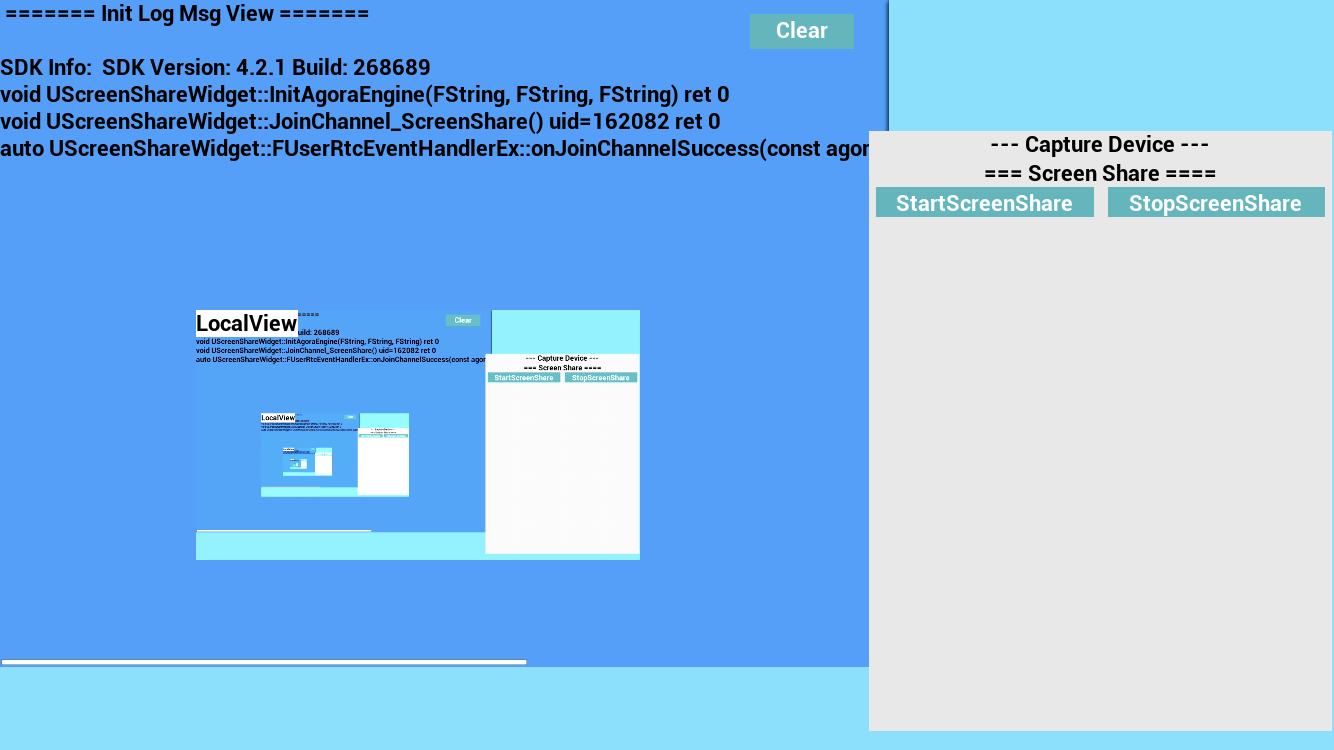 ======= Init Log Msg View =======
Clear
SDK Info:  SDK Version: 4.2.1 Build: 268689
void UScreenShareWidget::InitAgoraEngine(FString, FString, FString) ret 0
void UScreenShareWidget::JoinChannel_ScreenShare() uid=162082 ret 0
auto UScreenShareWidget::FUserRtcEventHandlerEx::onJoinChannelSuccess(const agor
--- Capture Device ---
=== Screen Share ====
StartScreenShare
StopScreenShare
LocalView
=====
Clear
uild: 268689
void UScreenShareWidget::InitAgoraEngine(FString, FString, FString) ret 0
void UScreenShareWidget::JoinChannel_ScreenShare() uid=162082 ret 0
auto UScreenShareWidget::FUserRtcEventHandlerEx::onJoinChannelSuccess(const agor
--- Capture Device ---
=== Screen Share ====
StartScreenShare
StopScreenShare
LocalView